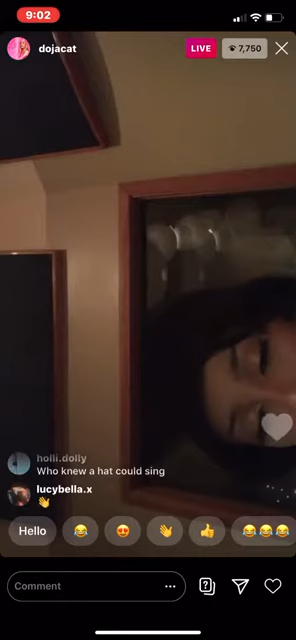 9:02
dojacat
LIVE
7,750
holli.dolly
Who knew a hat could sing
lucybella.x
Hello
Comment